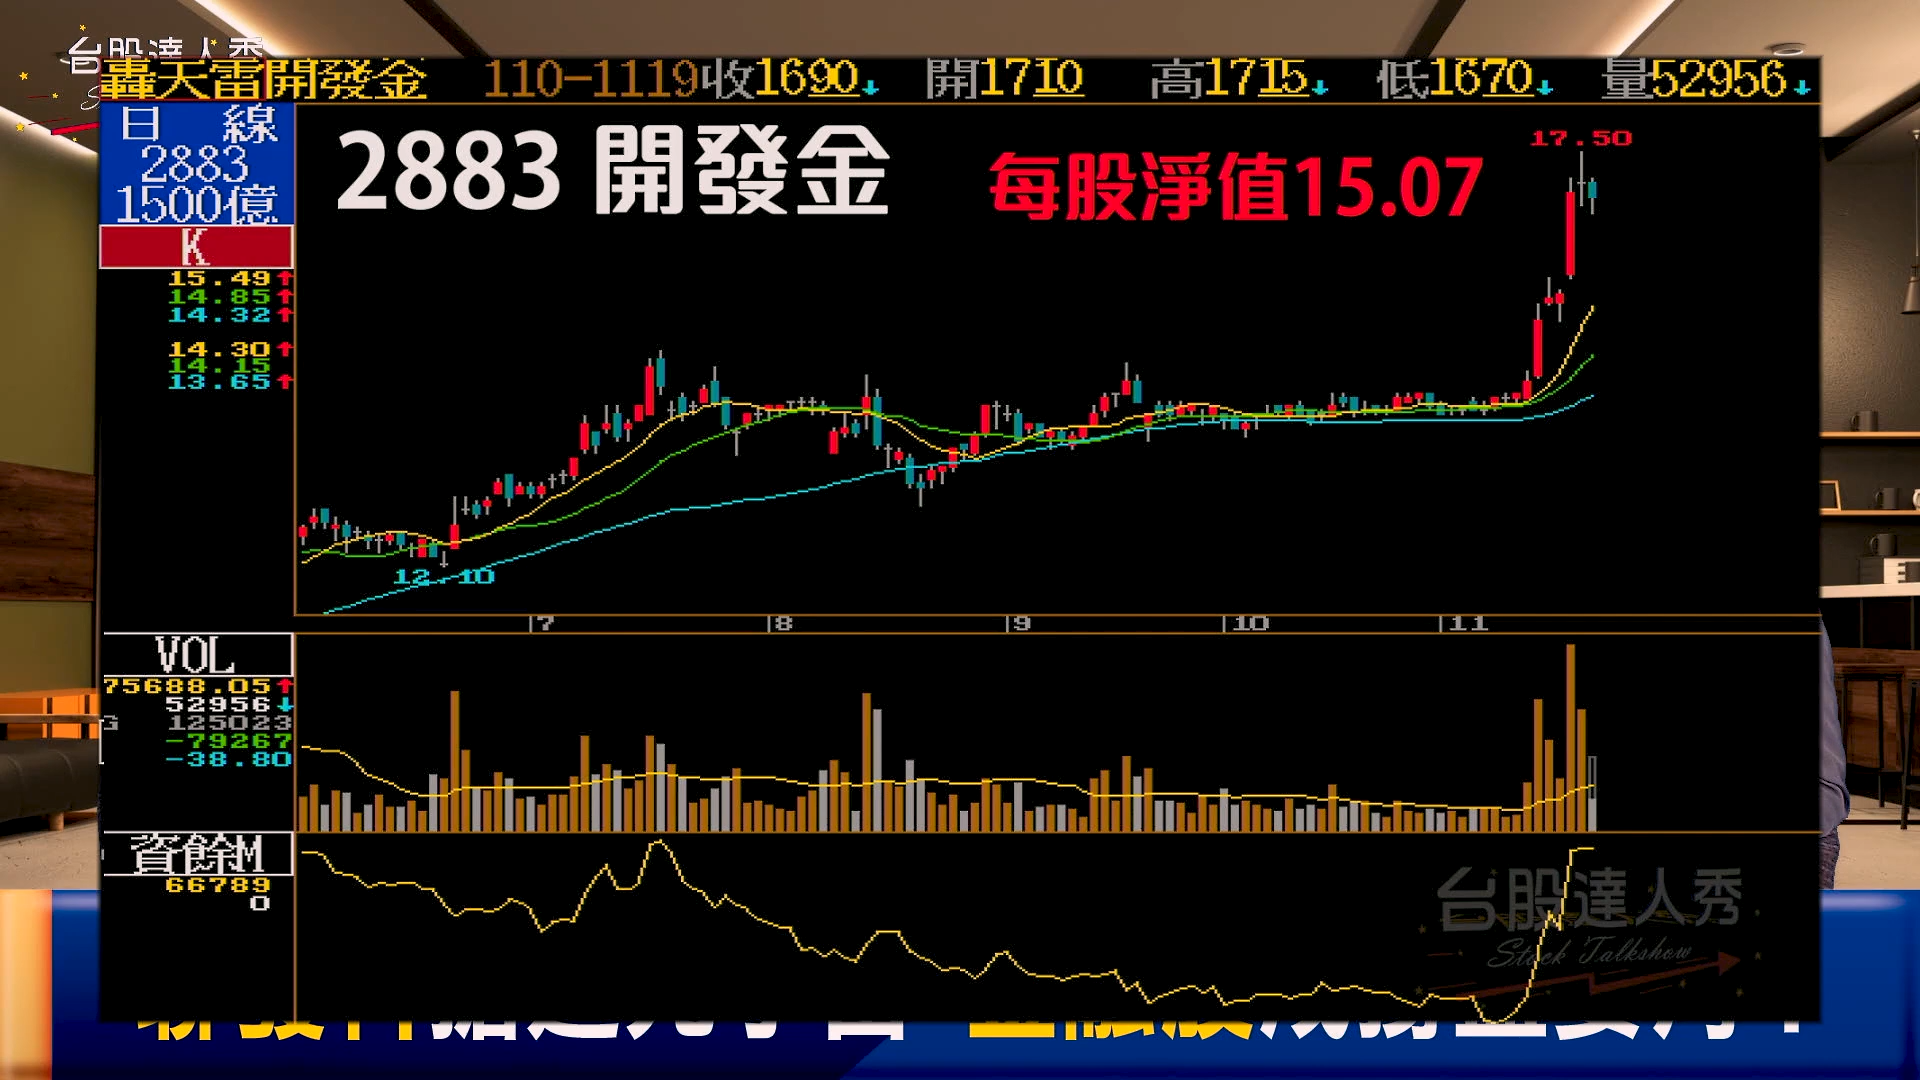 台股達人秀
轟天雷開發金 110-1119收1690↓ 開1710 高1715↓ 低1670↓ 量52956↓
日 線
2883
1500億
K
15.49↑
14.85↑
14.32↑
14.30↑
14.15
13.65↑
2883 開發金
每股淨值15.07
17.50
12.10
7 8 9 10 11
VOL
75688.05↑
52956↓
G 125023
-79267
-38.80
資餘M
66789
0
台股達人秀
Stock Talkshow